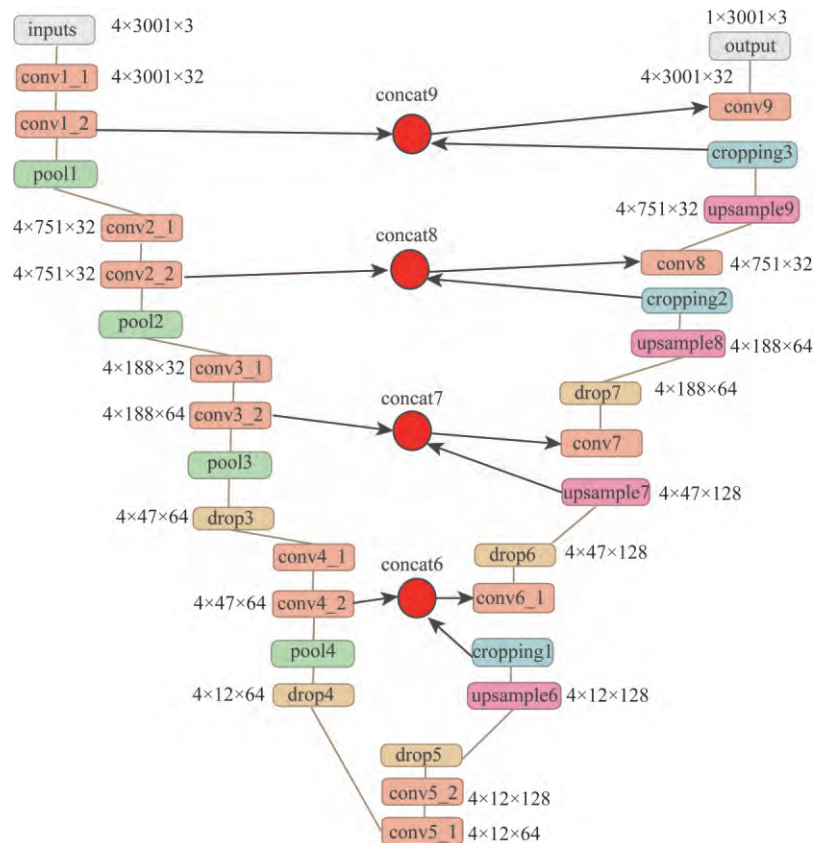 inputs 4×3001×3
conv1_1 4×3001×32
conv1_2
pool1
4×751×32 conv2_1
4×751×32 conv2_2
pool2
4×188×32 conv3_1
4×188×64 conv3_2
pool3
4×47×64 drop3
conv4_1
4×47×64 conv4_2
pool4
4×12×64 drop4
concat9
concat8
concat7
concat6
1×3001×3
output
4×3001×32
conv9
cropping3
4×751×32 upsample9
conv8 4×751×32
cropping2
upsample8 4×188×64
drop7 4×188×64
conv7
upsample7 4×47×128
drop6 4×47×128
conv6_1
cropping1
upsample6 4×12×128
drop5
conv5_2 4×12×128
conv5_1 4×12×64